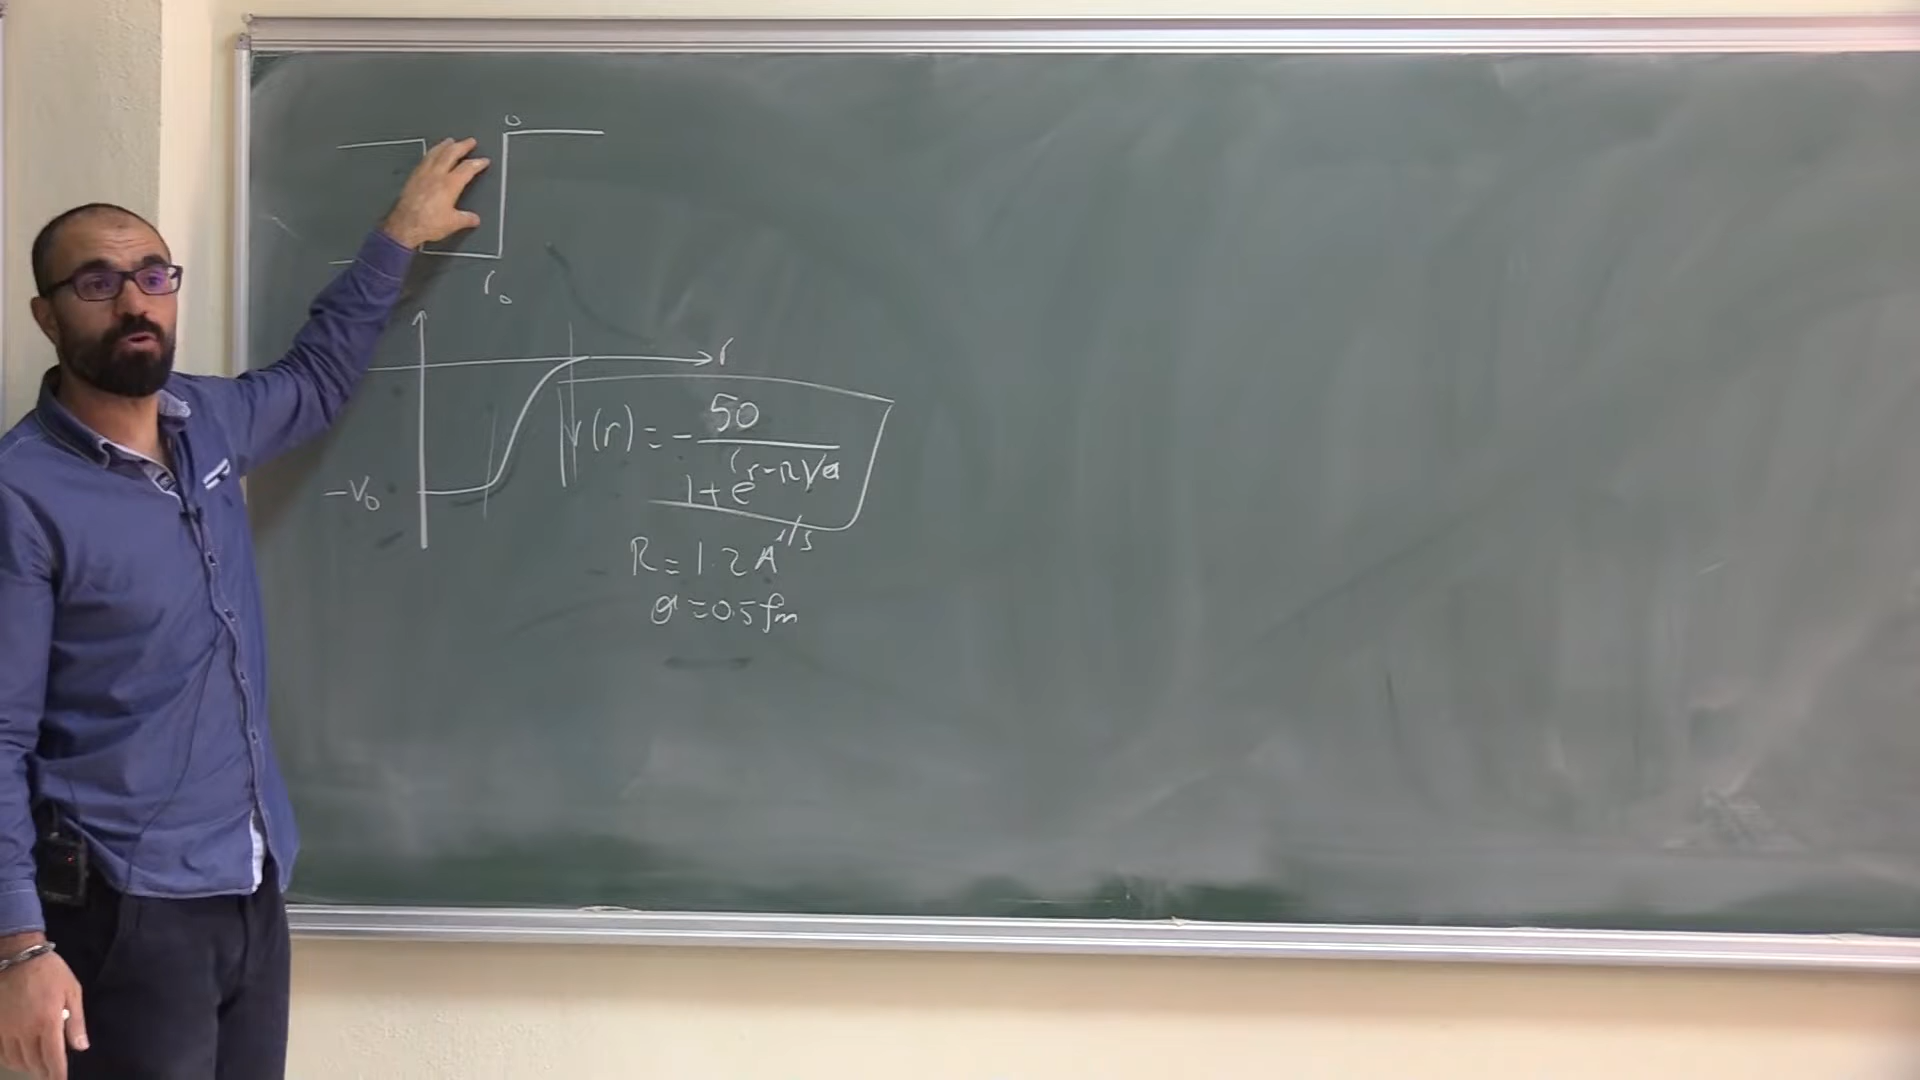 0
r₀
r
-V₀
V(r) = - 50 / (1 + e^((r-R)/a))
R = 1.2 A^(1/3)
a = 0.5 fm